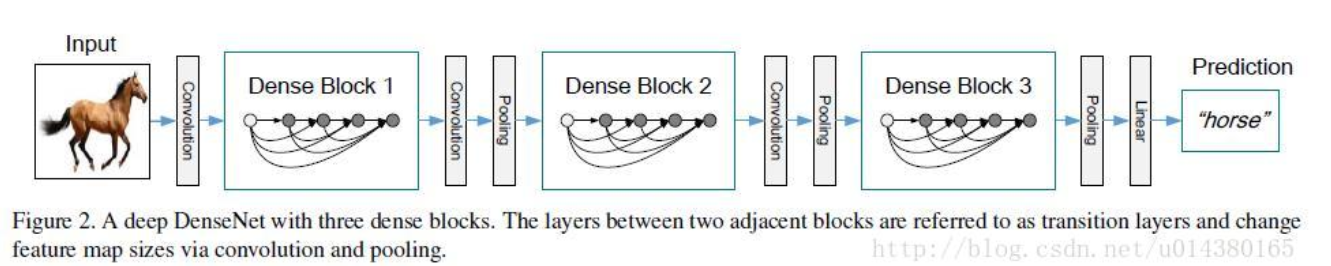 Input
Prediction
Convolution
Dense Block 1
Convolution
Pooling
Dense Block 2
Convolution
Pooling
Dense Block 3
Pooling
Linear
“horse”
Figure 2. A deep DenseNet with three dense blocks. The layers between two adjacent blocks are referred to as transition layers and change
feature map sizes via convolution and pooling.
http://blog.csdn.net/u014380165